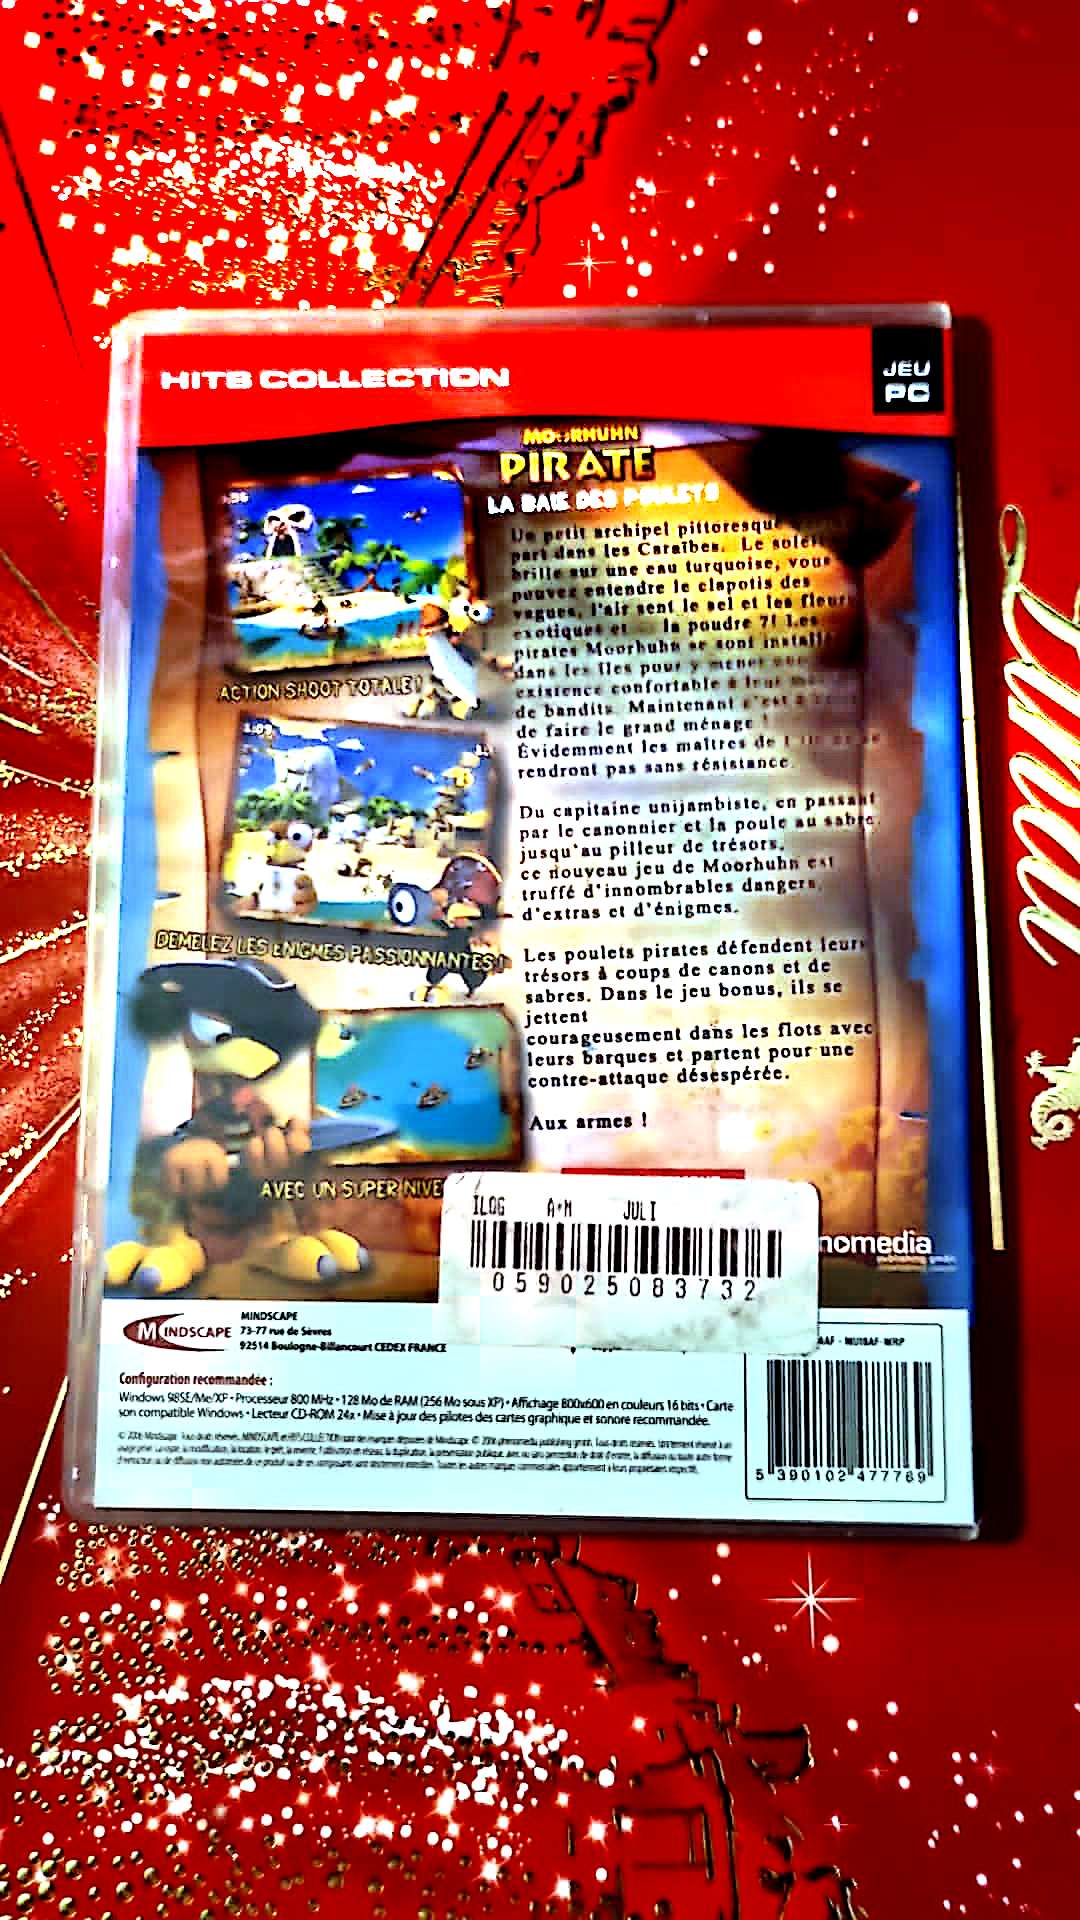 HITS COLLECTION
JEU
PC
MOORHUHN
PIRATE
LA BAIE DES POULETS
Un petit archipel pittoresque
part dans les Caraïbes. Le soleil
brille sur une eau turquoise, vous
pouvez entendre le clapotis des
vagues, l'air sent le sel et les fleurs
exotiques et ... la poudre ?! Les
pirates Moorhuhn se sont installés
dans les îles pour y mener une
existence confortable à leur
de bandits. Maintenant c'est à
de faire le grand ménage !
Évidemment les maîtres de
rendront pas sans résistance.
Du capitaine unijambiste, en passant
par le canonnier et la poule au sabre,
jusqu'au pilleur de trésors,
ce nouveau jeu de Moorhuhn est
truffé d'innombrables dangers,
d'extras et d'énigmes.
Les poulets pirates défendent leurs
trésors à coups de canons et de
sabres. Dans le jeu bonus, ils se
jettent
courageusement dans les flots avec
leurs barques et partent pour une
contre-attaque désespérée.
Aux armes !
ACTION SHOOT TOTALE !
DEMELEZ LES ENIGMES PASSIONNANTES !
AVEC UN SUPER NIVE
ILOG A+M JULI
059025083732
nomedia
publishing gmbh
MINDSCAPE
MINDSCAPE
73-77 rue de Sèvres
92514 Boulogne-Billancourt CEDEX FRANCE
Configuration recommandée :
Windows 98SE/Me/XP • Processeur 800 MHz • 128 Mo de RAM (256 Mo sous XP) • Affichage 800x600 en couleurs 16 bits • Carte
son compatible Windows • Lecteur CD-ROM 24x • Mise à jour des pilotes des cartes graphique et sonore recommandée.
5 390102 477769